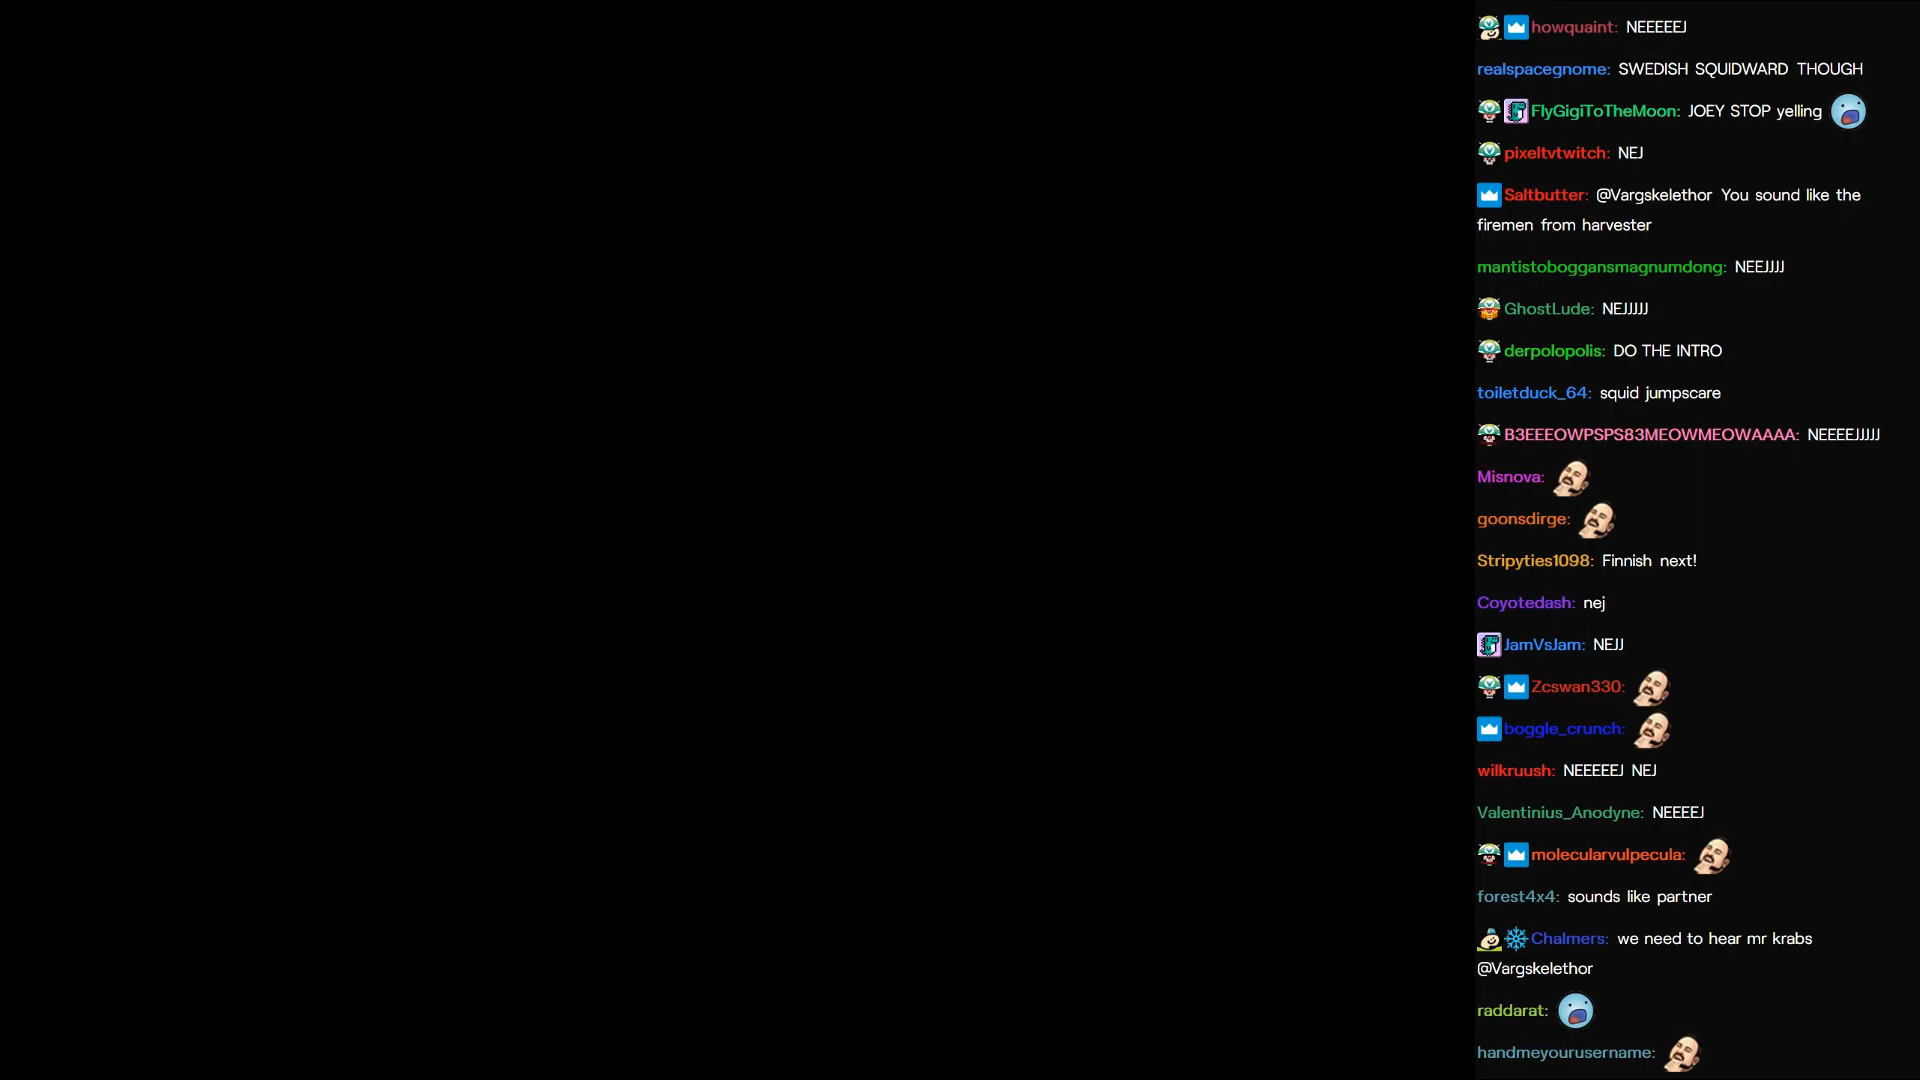 howquaint: NEEEEEJ
realspacegnome: SWEDISH SQUIDWARD THOUGH
FlyGigiToTheMoon: JOEY STOP yelling
pixeltvtwitch: NEJ
Saltbutter: @Vargskelethor You sound like the
firemen from harvester
mantistoboggansmagnumdong: NEEJJJJ
GhostLude: NEJJJJJ
derpolopolis: DO THE INTRO
toiletduck_64: squid jumpscare
B3EEEOWPSPS83MEOWMEOWAAAA: NEEEEJJJJJ
Misnova:
goonsdirge:
Stripyties1098: Finnish next!
Coyotedash: nej
JamVsJam: NEJJ
Zcswan330:
boggle_crunch:
wilkruush: NEEEEEJ NEJ
Valentinius_Anodyne: NEEEEJ
molecularvulpecula:
forest4x4: sounds like partner
Chalmers: we need to hear mr krabs
@Vargskelethor
raddarat:
handmeyourusername: